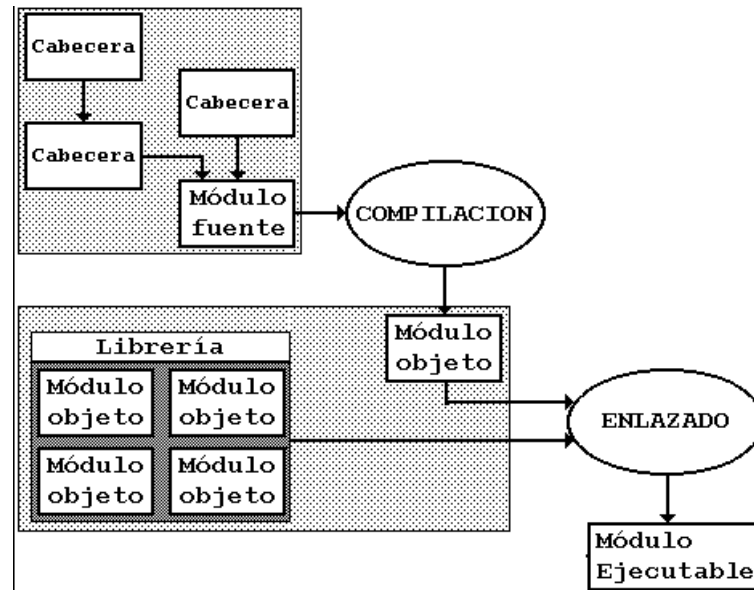 Cabecera
Cabecera
Cabecera
Módulo
fuente
COMPILACION
Módulo
objeto
Librería
Módulo
objeto
Módulo
objeto
Módulo
objeto
Módulo
objeto
ENLAZADO
Módulo
Ejecutable